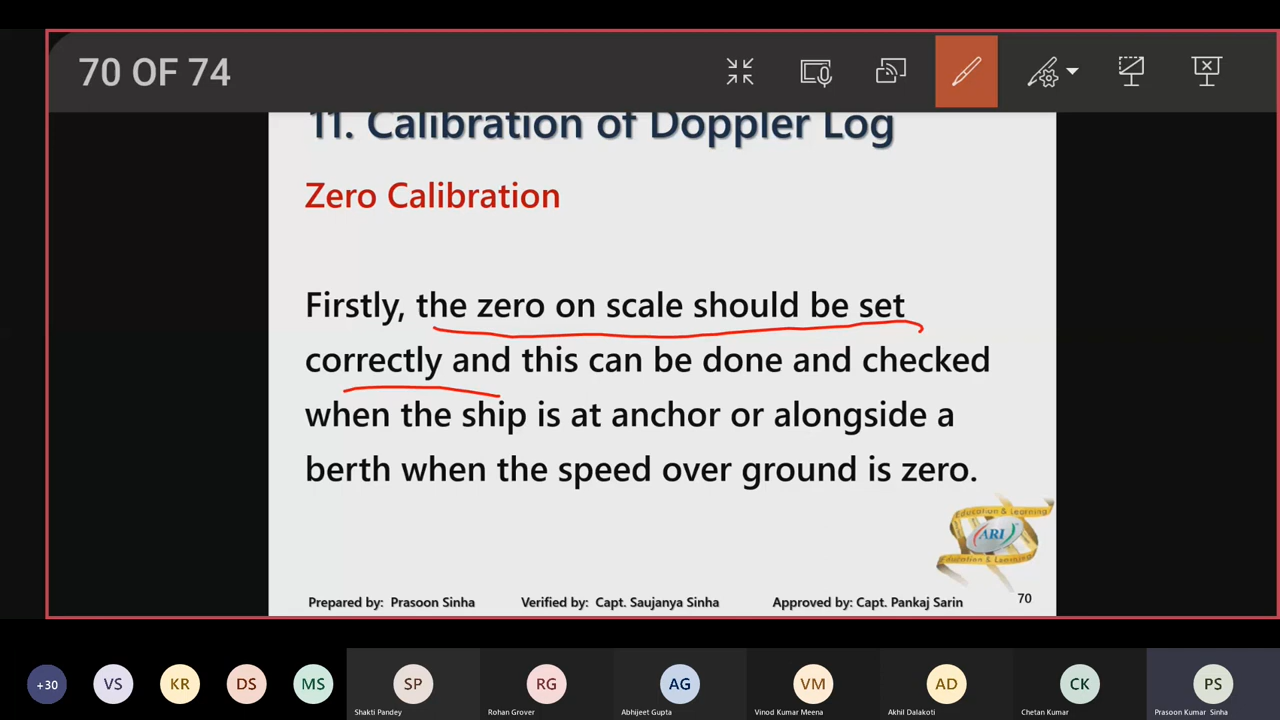 70 OF 74
11. Calibration of Doppler Log
Zero Calibration
Firstly, the zero on scale should be set
correctly and this can be done and checked
when the ship is at anchor or alongside a
berth when the speed over ground is zero.
Education & Learning
ARI
Education & Learning
Prepared by: Prasoon Sinha Verified by: Capt. Saujanya Sinha Approved by: Capt. Pankaj Sarin 70
+30 VS KR DS MS SP RG AG VM AD CK PS
Shakti Pandey Rohan Grover Abhijeet Gupta Vinod Kumar Meena Akhil Dalakoti Chetan Kumar Prasoon Kumar Sinha